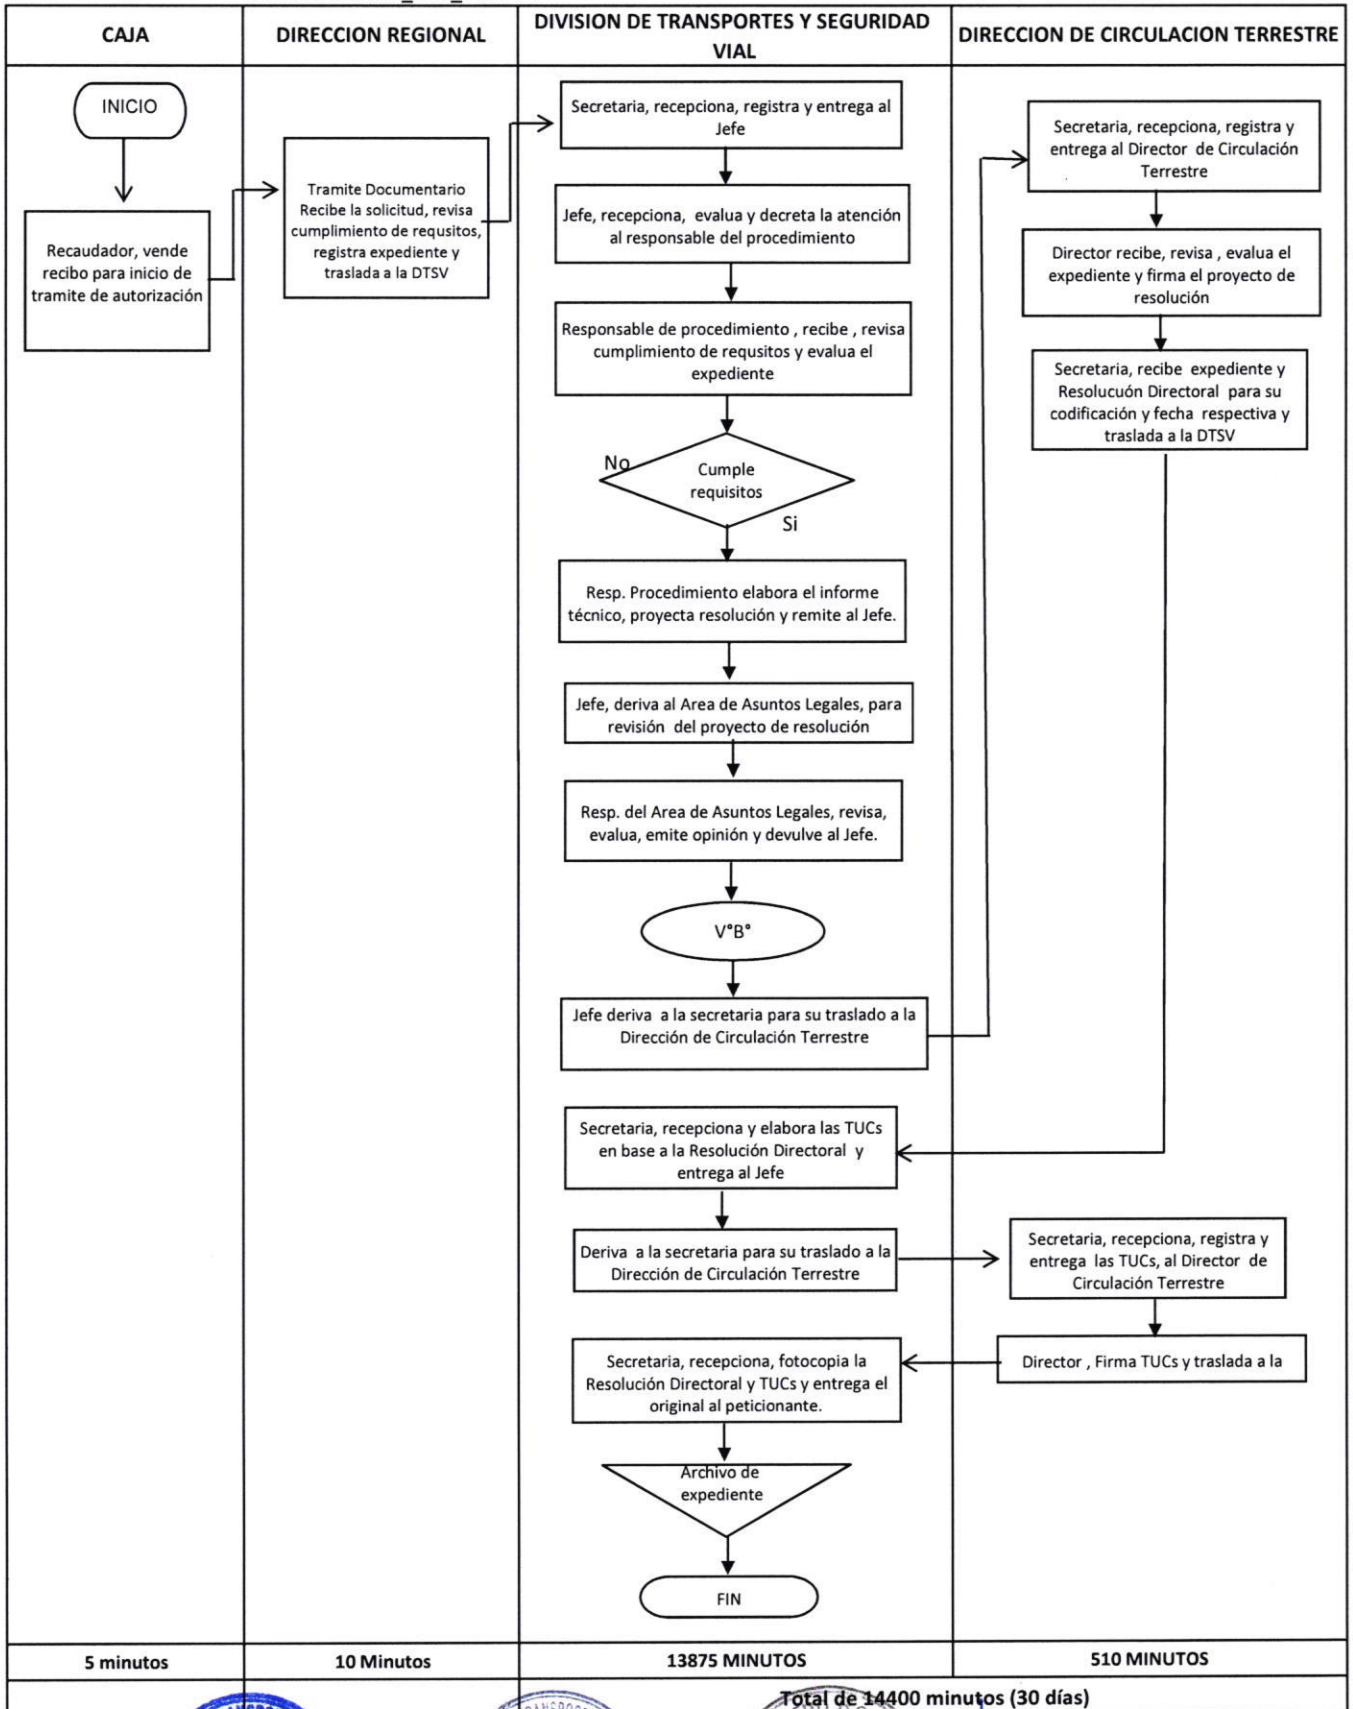 CAJA
DIRECCION REGIONAL
DIVISION DE TRANSPORTES Y SEGURIDAD
VIAL
DIRECCION DE CIRCULACION TERRESTRE
INICIO
Recaudador, vende
recibo para inicio de
tramite de autorización
Tramite Documentario
Recibe la solicitud, revisa
cumplimiento de requsitos,
registra expediente y
traslada a la DTSV
Secretaria, recepciona, registra y entrega al
Jefe
Jefe, recepciona, evalua y decreta la atención
al responsable del procedimiento
Responsable de procedimiento , recibe , revisa
cumplimiento de requsitos y evalua el
expediente
No
Cumple
requisitos
Si
Resp. Procedimiento elabora el informe
técnico, proyecta resolución y remite al Jefe.
Jefe, deriva al Area de Asuntos Legales, para
revisión del proyecto de resolución
Resp. del Area de Asuntos Legales, revisa,
evalua, emite opinión y devulve al Jefe.
V°B°
Jefe deriva a la secretaria para su traslado a la
Dirección de Circulación Terrestre
Secretaria, recepciona, registra y
entrega al Director de Circulación
Terrestre
Director recibe, revisa , evalua el
expediente y firma el proyecto de
resolución
Secretaria, recibe expediente y
Resolucuón Directoral para su
codificación y fecha respectiva y
traslada a la DTSV
Secretaria, recepciona y elabora las TUCs
en base a la Resolución Directoral y
entrega al Jefe
Deriva a la secretaria para su traslado a la
Dirección de Circulación Terrestre
Secretaria, recepciona, registra y
entrega las TUCs, al Director de
Circulación Terrestre
Director , Firma TUCs y traslada a la
Secretaria, recepciona, fotocopia la
Resolución Directoral y TUCs y entrega el
original al peticionante.
Archivo de
expediente
FIN
5 minutos
10 Minutos
13875 MINUTOS
510 MINUTOS
Total de 14400 minutos (30 días)